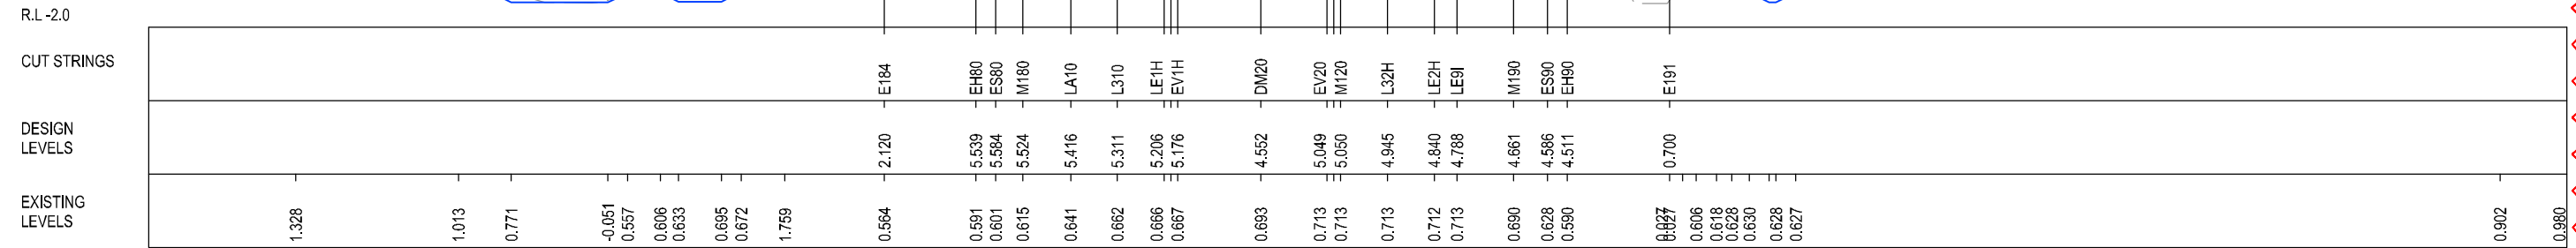 R.L -2.0
CUT STRINGS
E184 EH80 ES80 M180 LA10 L310 LE1H EV1H DM20 EV20 M120 L32H LE2H LE9I M190 ES90 EH90 E191
DESIGN
LEVELS
2.120 5.539 5.584 5.524 5.416 5.311 5.206 5.176 4.552 5.049 5.050 4.945 4.840 4.788 4.661 4.586 4.511 0.700
EXISTING
LEVELS
1.328 1.013 0.771 -0.051 0.557 0.606 0.633 0.695 0.672 1.759 0.564 0.591 0.601 0.615 0.641 0.662 0.666 0.667 0.693 0.713 0.713 0.713 0.712 0.713 0.690 0.628 0.590 0.606 0.618 0.628 0.630 0.628 0.627 0.902 0.980